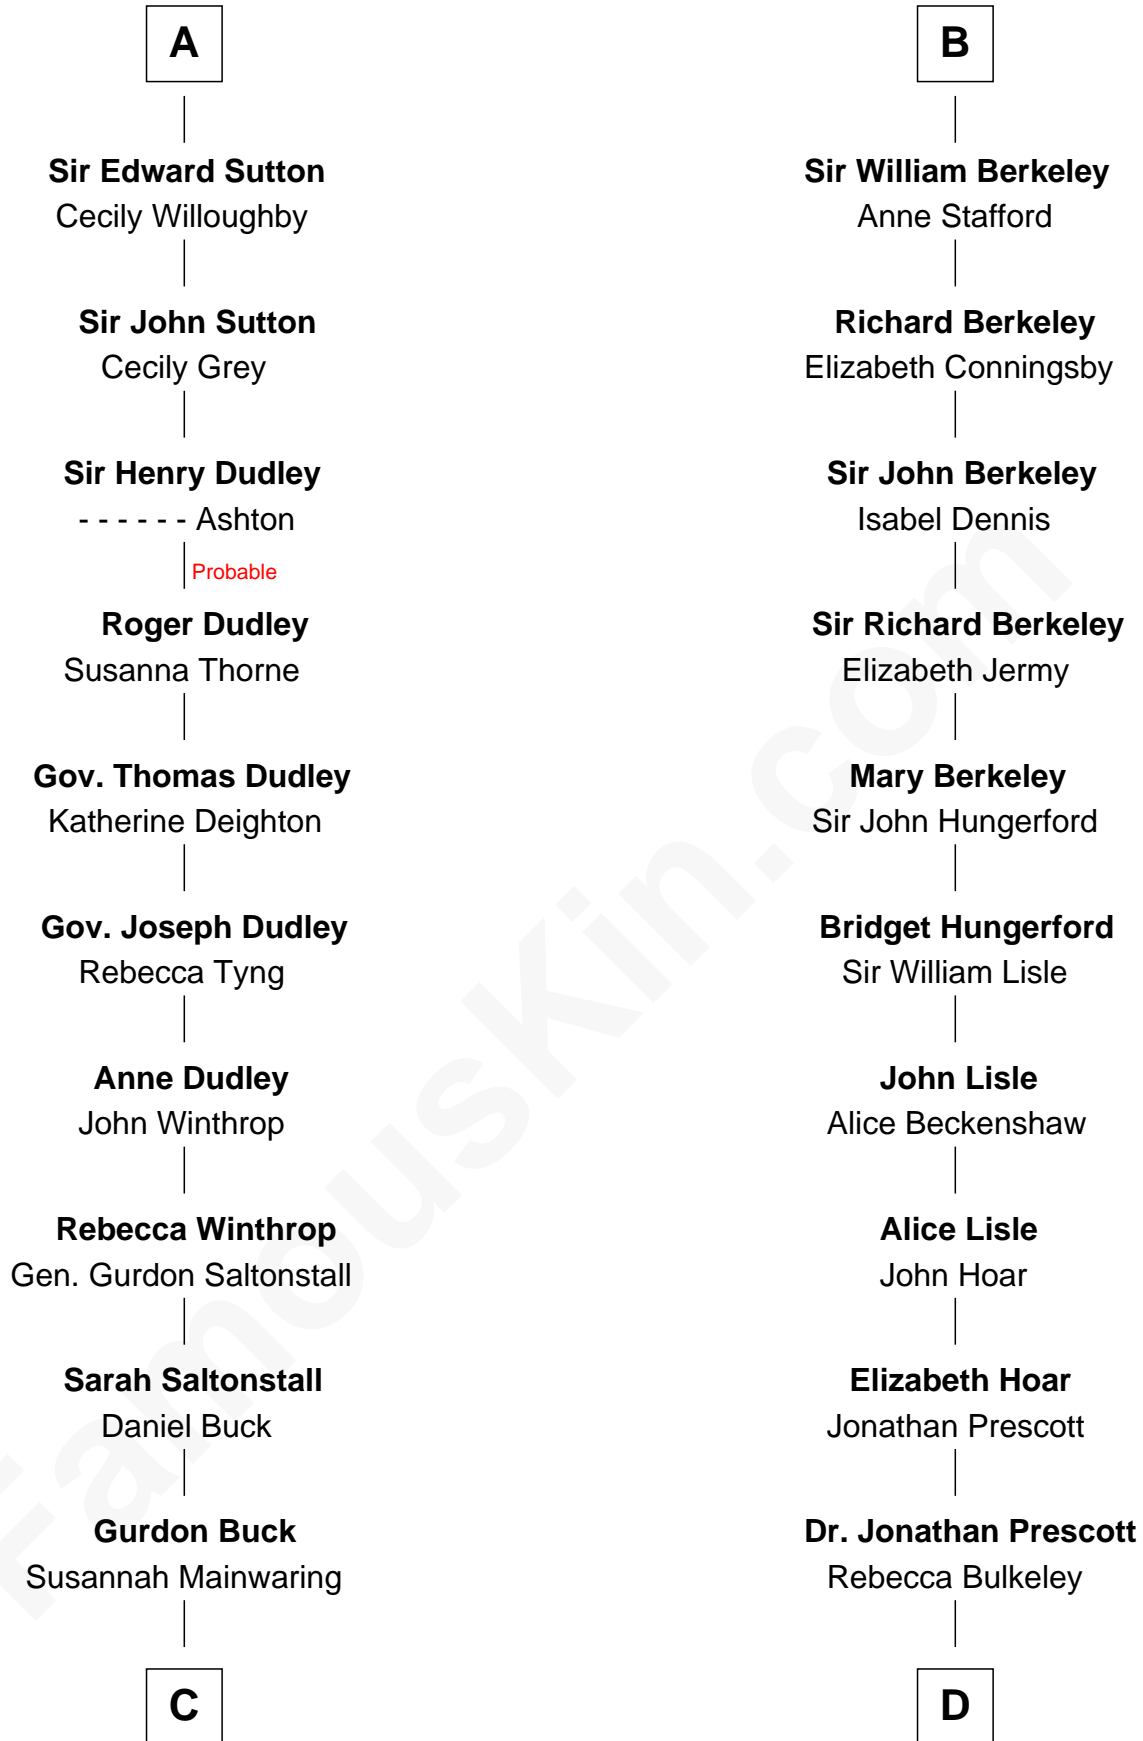 A
Sir Edward Sutton
Cecily Willoughby
Sir John Sutton
Cecily Grey
Sir Henry Dudley
- - - - - - Ashton
Probable
Roger Dudley
Susanna Thorne
Gov. Thomas Dudley
Katherine Deighton
Gov. Joseph Dudley
Rebecca Tyng
Anne Dudley
John Winthrop
Rebecca Winthrop
Gen. Gurdon Saltonstall
Sarah Saltonstall
Daniel Buck
Gurdon Buck
Susannah Mainwaring
C
B
Sir William Berkeley
Anne Stafford
Richard Berkeley
Elizabeth Conningsby
Sir John Berkeley
Isabel Dennis
Sir Richard Berkeley
Elizabeth Jermy
Mary Berkeley
Sir John Hungerford
Bridget Hungerford
Sir William Lisle
John Lisle
Alice Beckenshaw
Alice Lisle
John Hoar
Elizabeth Hoar
Jonathan Prescott
Dr. Jonathan Prescott
Rebecca Bulkeley
D
FamousKin.com